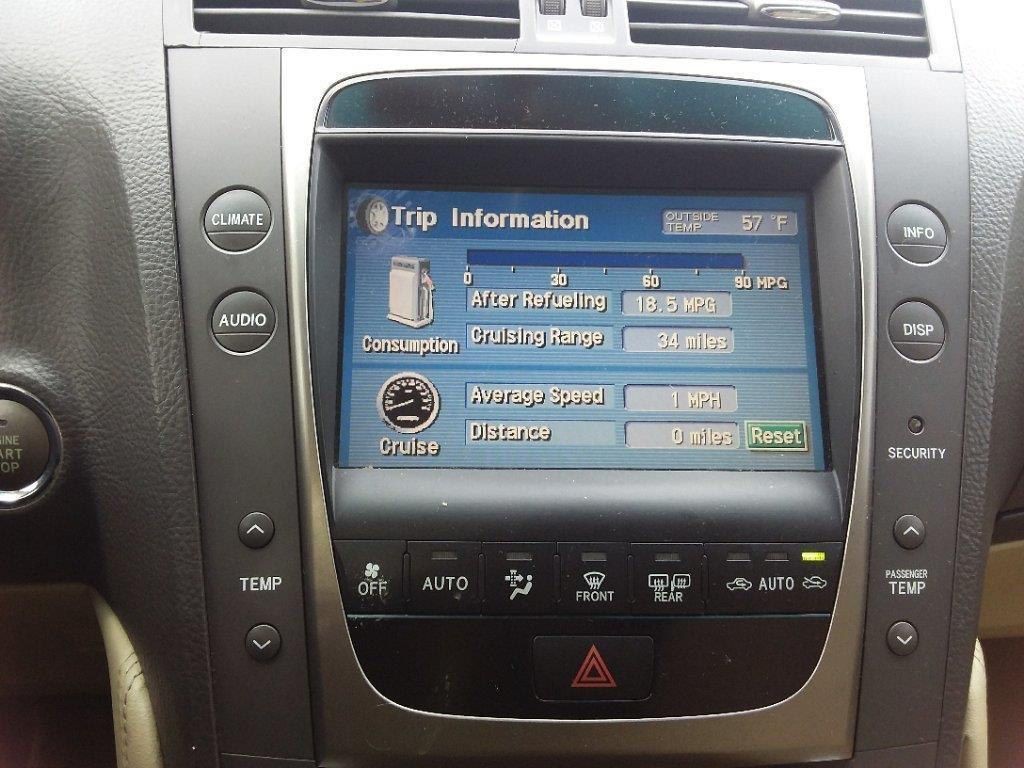 Trip Information
OUTSIDE TEMP 57 °F
0 30 60 90 MPG
After Refueling 18.5 MPG
Consumption
Cruising Range 34 miles
Average Speed 1 MPH
Cruise
Distance 0 miles Reset
CLIMATE
AUDIO
INFO
DISP
SECURITY
START
STOP
TEMP
PASSENGER
TEMP
OFF
AUTO
FRONT
REAR
AUTO